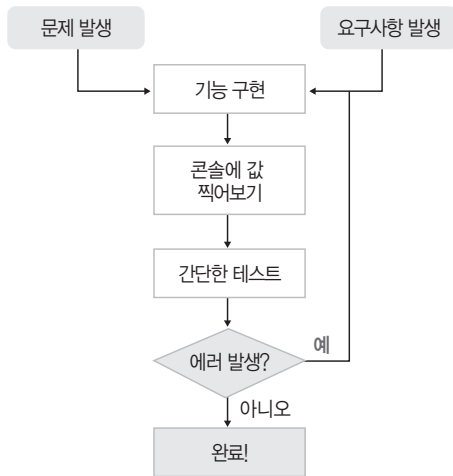 문제 발생
요구사항 발생
기능 구현
콘솔에 값
찍어보기
간단한 테스트
에러 발생?
예
아니오
완료!